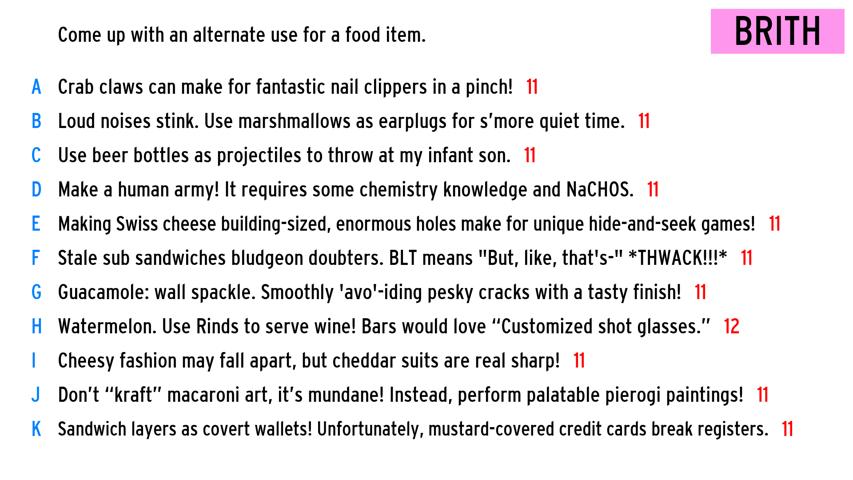 Come up with an alternate use for a food item.
BRITH
A Crab claws can make for fantastic nail clippers in a pinch! 11
B Loud noises stink. Use marshmallows as earplugs for s'more quiet time. 11
C Use beer bottles as projectiles to throw at my infant son. 11
D Make a human army! It requires some chemistry knowledge and NaCHOS. 11
E Making Swiss cheese building-sized, enormous holes make for unique hide-and-seek games! 11
F Stale sub sandwiches bludgeon doubters. BLT means "But, like, that's-" *THWACK!!!* 11
G Guacamole: wall spackle. Smoothly 'avo'-iding pesky cracks with a tasty finish! 11
H Watermelon. Use Rinds to serve wine! Bars would love “Customized shot glasses.” 12
I Cheesy fashion may fall apart, but cheddar suits are real sharp! 11
J Don’t “kraft” macaroni art, it’s mundane! Instead, perform palatable pierogi paintings! 11
K Sandwich layers as covert wallets! Unfortunately, mustard-covered credit cards break registers. 11